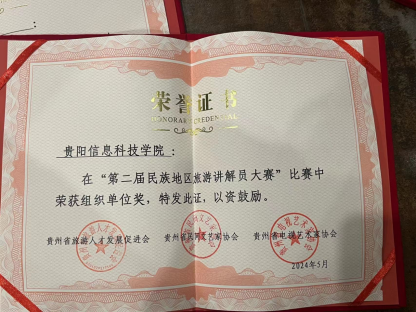 荣誉证书
HONORARY CREDENTIAL
贵阳信息科技学院：
在“第二届民族地区旅游讲解员大赛”比赛中
荣获组织单位奖，特发此证，以资鼓励。
贵州省旅游人才发展促进会 贵州省民间文艺家协会 贵州省电视艺术家协会
2024年5月